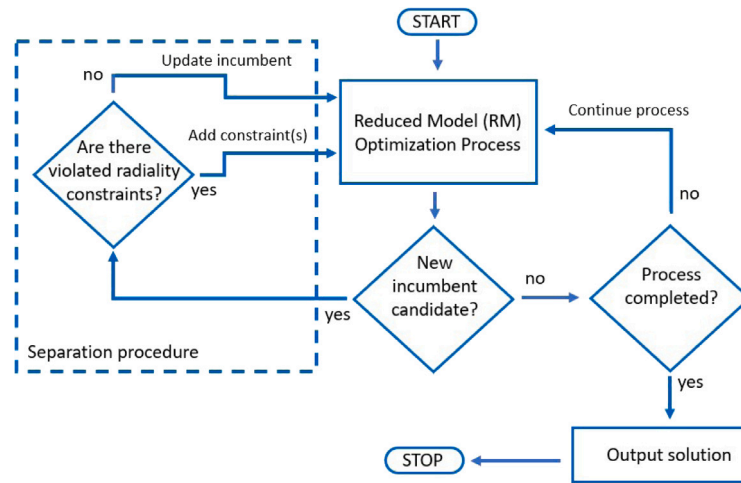 START
no
Update incumbent
Reduced Model (RM)
Optimization Process
Continue process
Are there
violated radiality
constraints?
Add constraint(s)
yes
no
New
incumbent
candidate?
no
Process
completed?
yes
Separation procedure
yes
Output solution
STOP